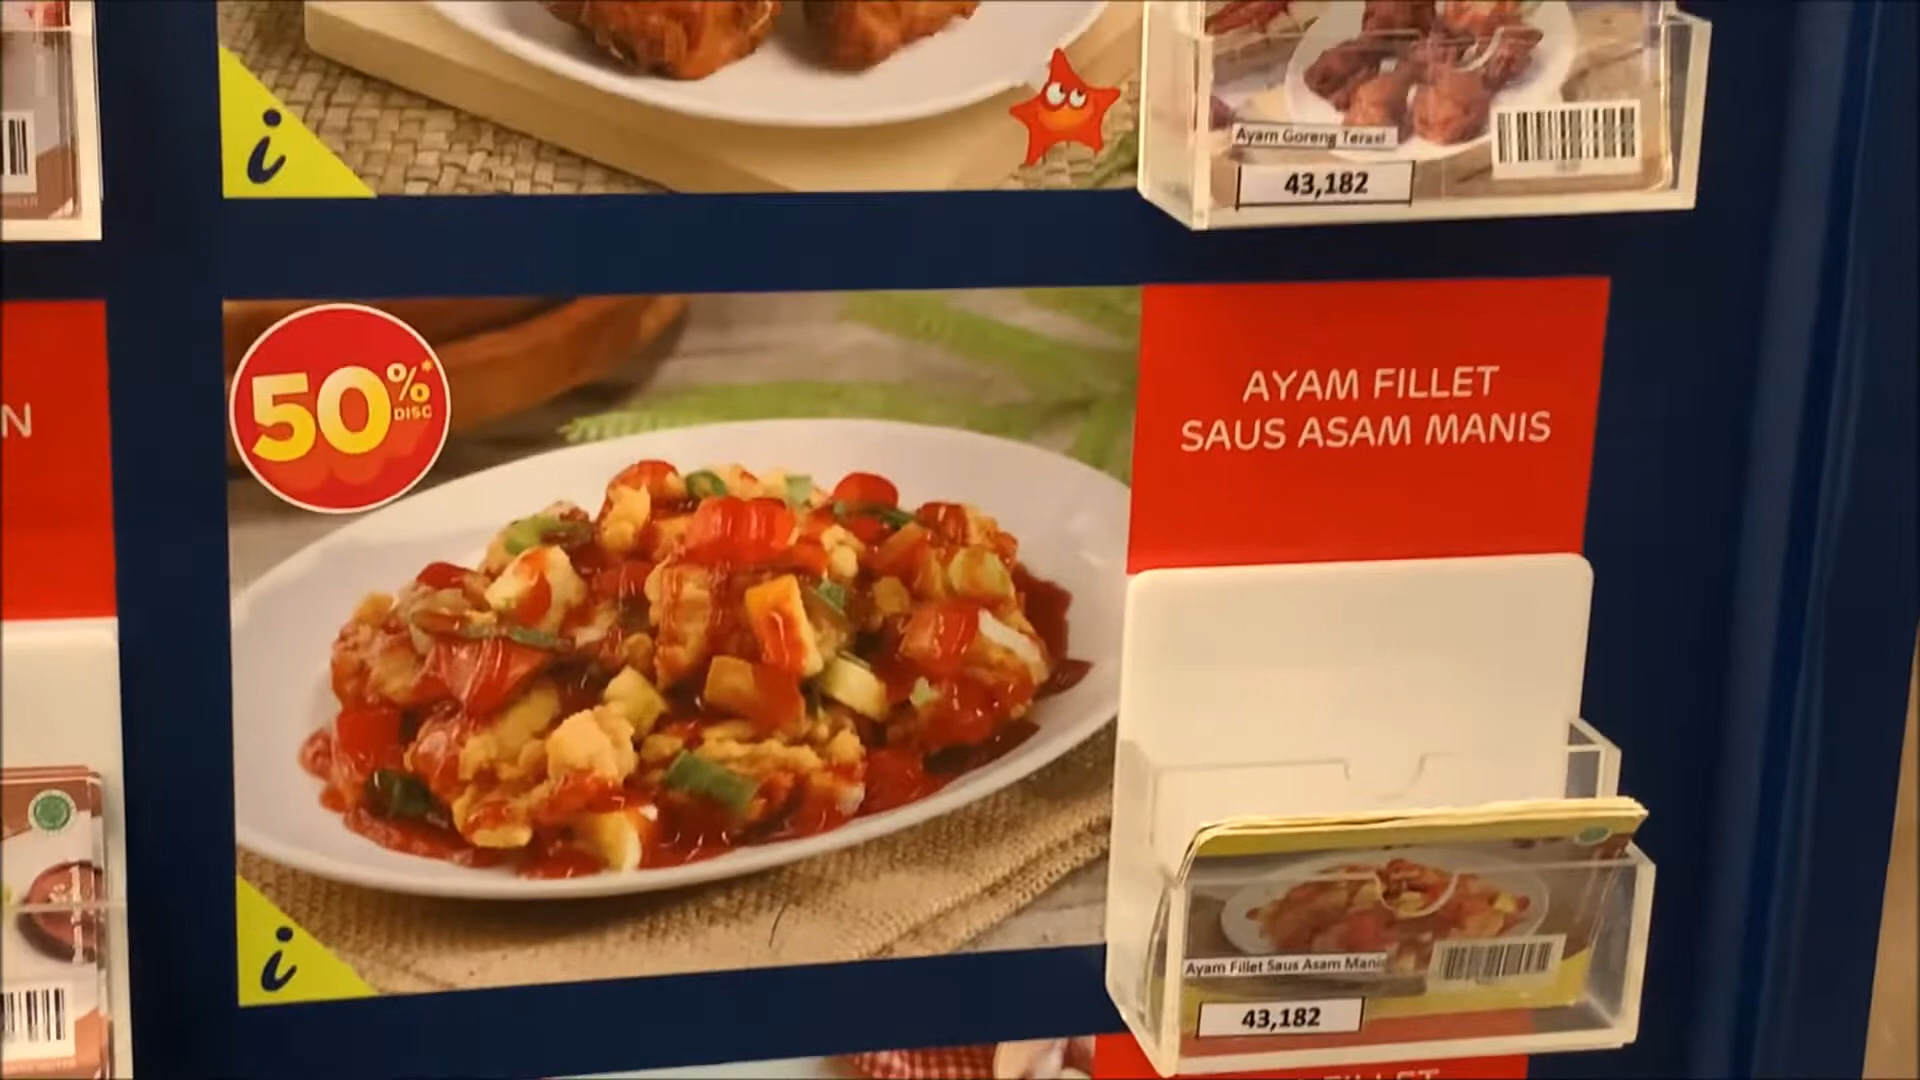 i
Ayam Goreng Terasi
43,182
50%*
DISC
AYAM FILLET
SAUS ASAM MANIS
N
i
Ayam Fillet Saus Asam Manis
43,182